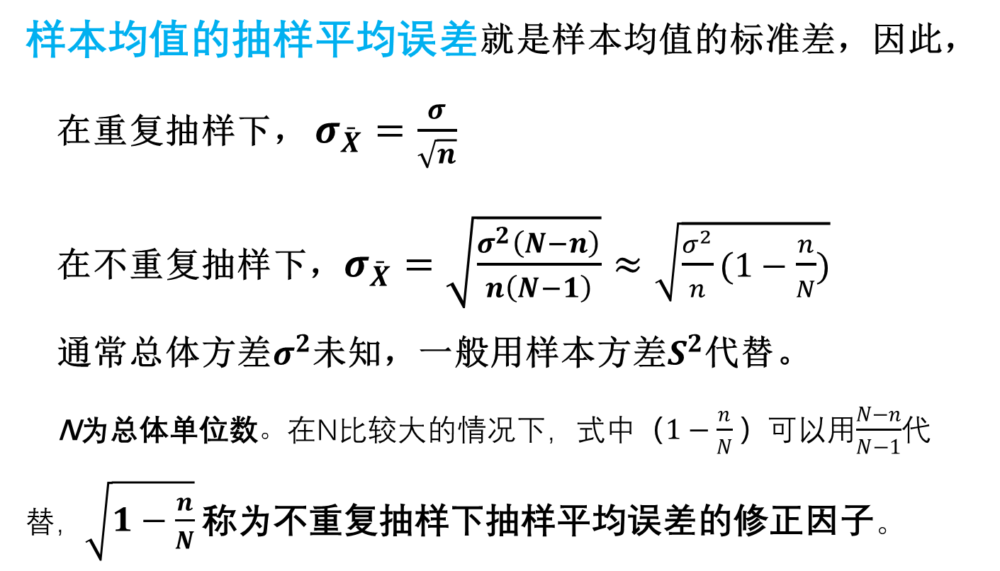 样本均值的抽样平均误差就是样本均值的标准差，因此，
在重复抽样下， $\sigma_{\bar{X}} = \frac{\sigma}{\sqrt{n}}$
在不重复抽样下，$\sigma_{\bar{X}} = \sqrt{\frac{\sigma^2(N-n)}{n(N-1)}} \approx \sqrt{\frac{\sigma^2}{n}(1-\frac{n}{N})}$
通常总体方差$\sigma^2$未知，一般用样本方差$S^2$代替。
N为总体单位数。在N比较大的情况下，式中（$1-\frac{n}{N}$）可以用$\frac{N-n}{N-1}$代
替，$\sqrt{1-\frac{n}{N}}$称为不重复抽样下抽样平均误差的修正因子。